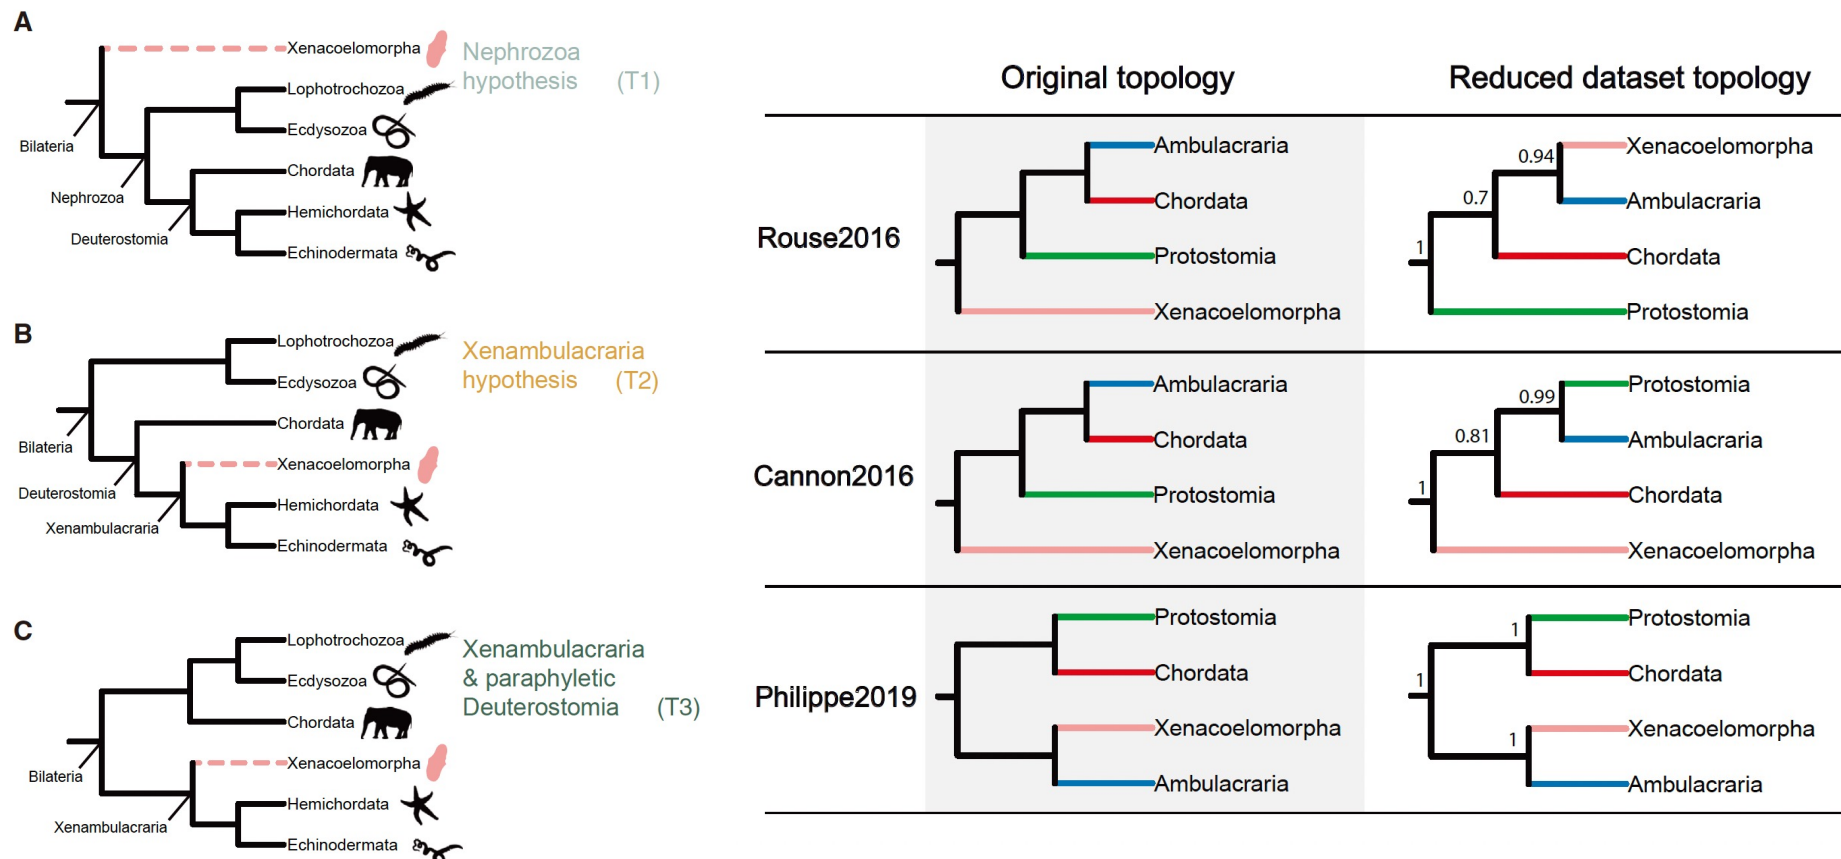 A
Xenacoelomorpha
Nephrozoa
hypothesis (T1)
Lophotrochozoa
Ecdysozoa
Bilateria
Chordata
Nephrozoa
Hemichordata
Deuterostomia
Echinodermata
B
Lophotrochozoa
Xenambulacraria
hypothesis (T2)
Ecdysozoa
Chordata
Bilateria
Xenacoelomorpha
Deuterostomia
Hemichordata
Xenambulacraria
Echinodermata
C
Lophotrochozoa
Xenambulacraria
& paraphyletic
Deuterostomia (T3)
Ecdysozoa
Chordata
Xenacoelomorpha
Bilateria
Hemichordata
Xenambulacraria
Echinodermata
Original topology
Reduced dataset topology
Rouse2016
Ambulacraria
Chordata
Protostomia
Xenacoelomorpha
0.94
0.7
1
Xenacoelomorpha
Ambulacraria
Chordata
Protostomia
Cannon2016
Ambulacraria
Chordata
Protostomia
Xenacoelomorpha
0.99
0.81
1
Protostomia
Ambulacraria
Chordata
Xenacoelomorpha
Philippe2019
Protostomia
Chordata
Xenacoelomorpha
Ambulacraria
1
1
1
Protostomia
Chordata
Xenacoelomorpha
Ambulacraria